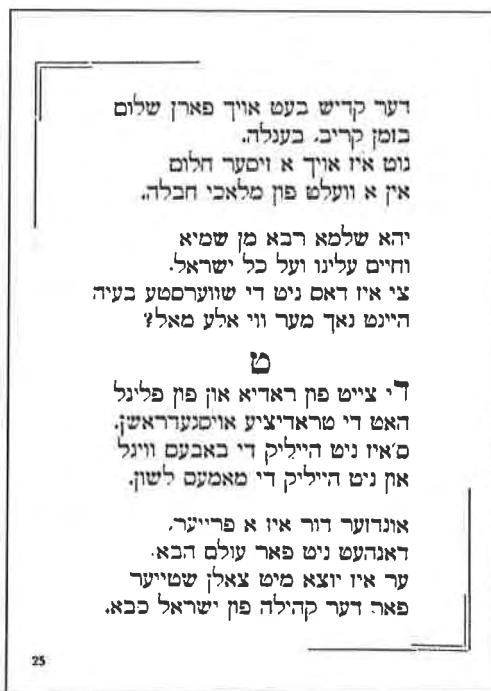 דער קדיש בעט אויך פארן שלום
בזמן קריב, בעגלה.
גוט איז אויך א זיסער חלום
אין א וועלט פון מלאכי חבלה.
יהא שלמא רבא מן שמיא
וחיים עלינו ועל כל ישראל.
צי איז דאס ניט די שווערסטע בעיה
היינט נאך מער ווי אלע מאל?
ט
די צייט פון ראדיא און פון פליגל
האט די טראדיציע אויסגעדראשן.
ס'איז ניט הייליק די באבעס וויגל
און ניט הייליק די מאמעס לשון.
אונדזער דור איז א פרייער,
דאגהעט ניט פאר עולם הבא.
ער איז יוצא מיט צאלן שטייער
פאר דער קהילה פון ישראל סבא.
25